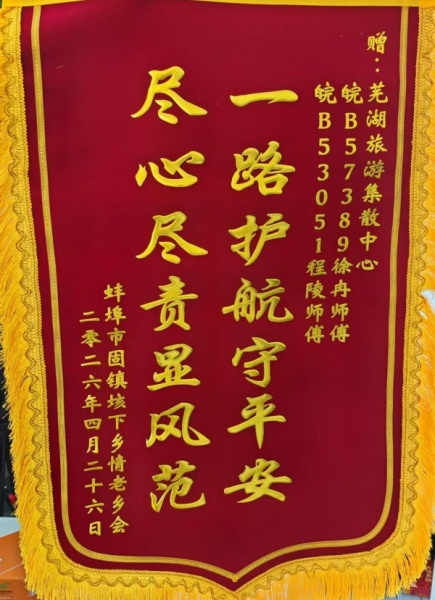 赠：芜湖旅游集散中心
皖B57389徐冉师傅
皖B53051程陵师傅
一路护航守平安
尽心尽责显风范
蚌埠市固镇垓下乡情老乡会
二零二六年四月二十六日